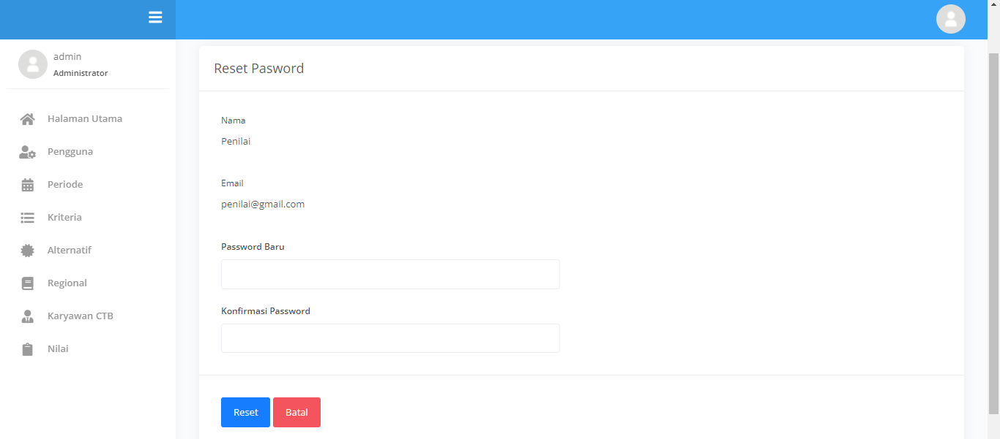 admin
Administrator
Halaman Utama
Pengguna
Periode
Kriteria
Alternatif
Regional
Karyawan CTB
Nilai
Reset Pasword
Nama
Penilai
Email
penilai@gmail.com
Password Baru
Konfirmasi Password
Reset Batal